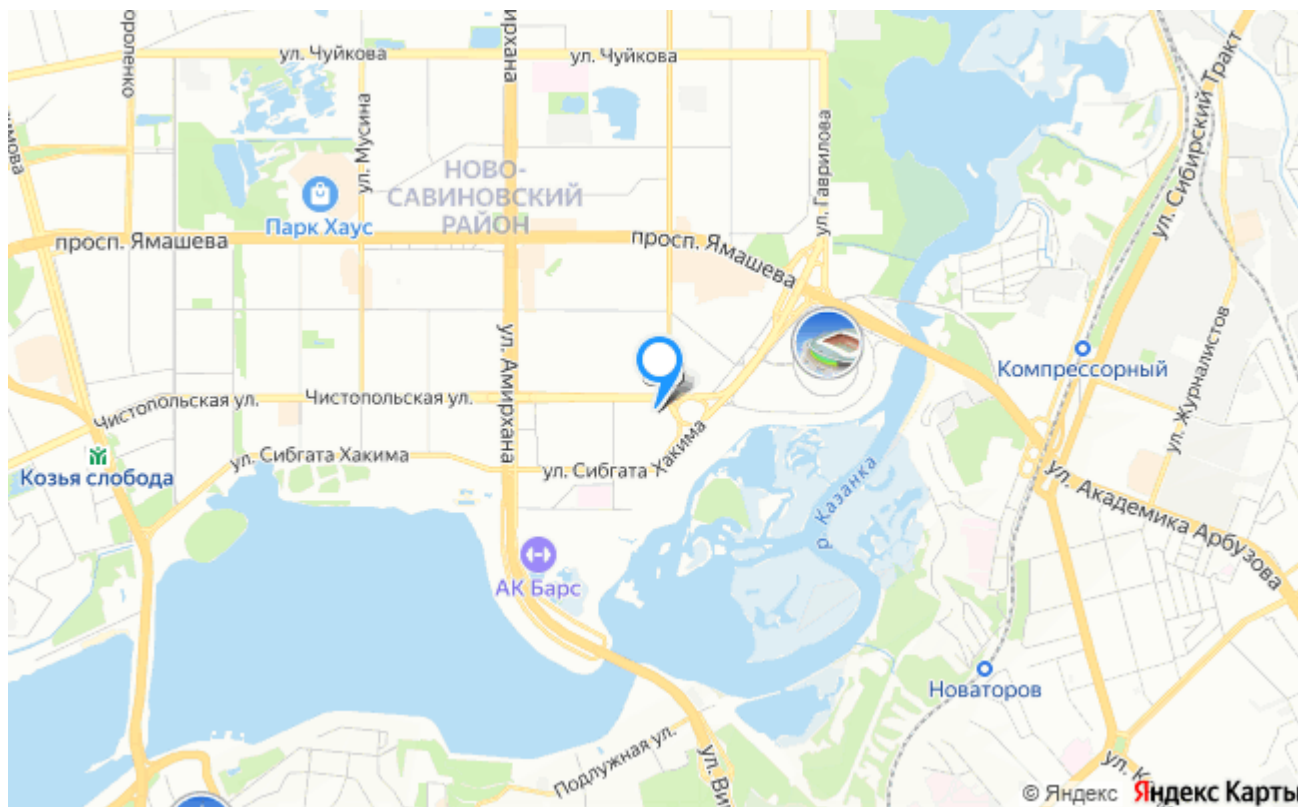 ул. Чуйкова
ул. Чуйкова
ул. Мусина
ул. Гаврилова
ул. Сибирский Тракт
НОВО-
САВИНОВСКИЙ
РАЙОН
Парк Хаус
просп. Ямашева
просп. Ямашева
ул. Журналистов
Компрессорный
ул. Амирхана
Чистопольская ул.
Чистопольская ул.
ул. Сибгата Хакима
ул. Сибгата Хакима
Козья слобода
р. Казанка
ул. Академика Арбузова
АК Барс
Новаторов
Подлужная ул.
© Яндекс Яндекс Карты